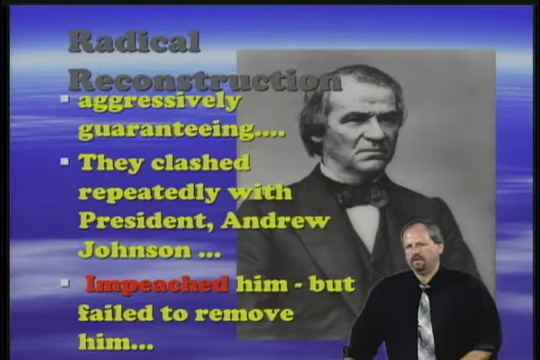 Radical
Reconstruction
aggressively
guaranteeing....
They clashed
repeatedly with
President, Andrew
Johnson ...
Impeached him - but
failed to remove
him...